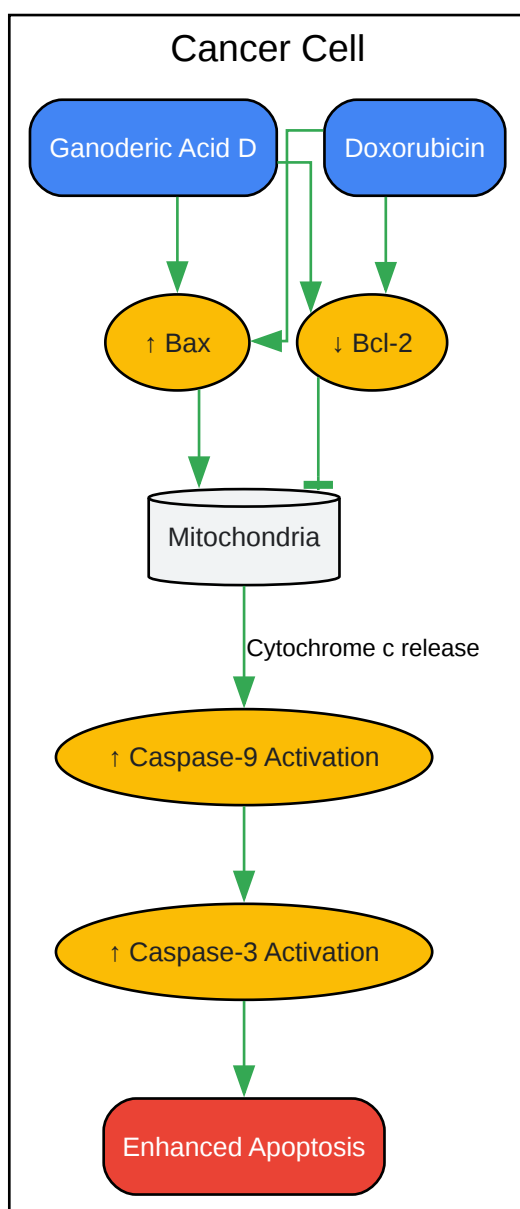 Cancer Cell
Ganoderic Acid D
Doxorubicin
↑ Bax
↓ Bcl-2
Mitochondria
Cytochrome c release
↑ Caspase-9 Activation
↑ Caspase-3 Activation
Enhanced Apoptosis